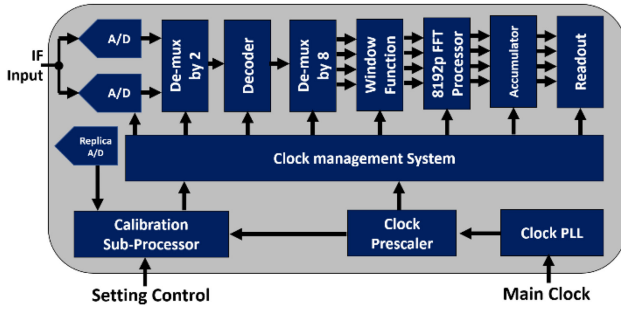 IF
Input
A/D
A/D
De-mux
by 2
Decoder
De-mux
by 8
Window
Function
8192p FFT
Processor
Accumulator
Readout
Replica
A/D
Clock management System
Calibration
Sub-Processor
Clock
Prescaler
Clock PLL
Setting Control
Main Clock